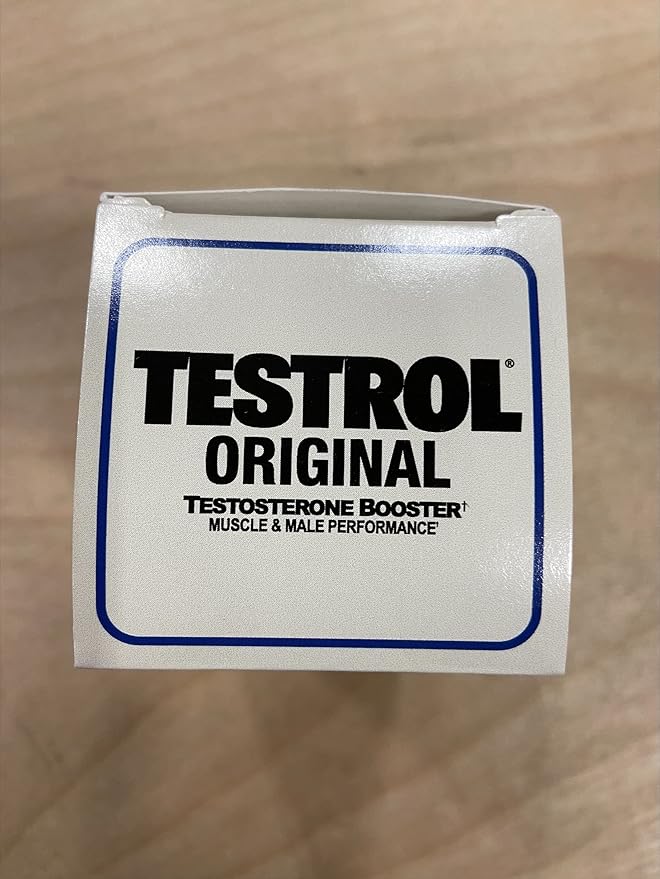 TESTROL®
ORIGINAL
TESTOSTERONE BOOSTER†
MUSCLE & MALE PERFORMANCE†